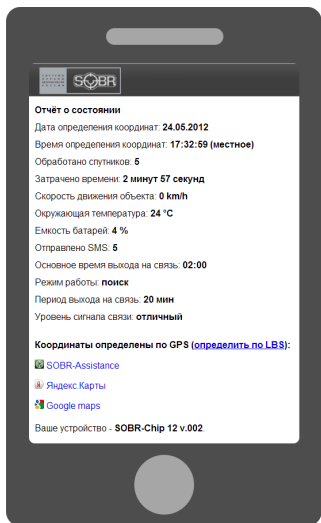 SOBR
Отчёт о состоянии
Дата определения координат: 24.05.2012
Время определения координат: 17:32:59 (местное)
Обработано спутников: 5
Затрачено времени: 2 минут 57 секунд
Скорость движения объекта: 0 km/h
Окружающая температура: 24 °C
Емкость батарей: 4 %
Отправлено SMS: 5
Основное время выхода на связь: 02:00
Режим работы: поиск
Период выхода на связь: 20 мин
Уровень сигнала связи: отличный
Координаты определены по GPS (определить по LBS):
SOBR-Assistance
Яндекс.Карты
Google maps
Ваше устройство - SOBR-Chip 12 v.002.